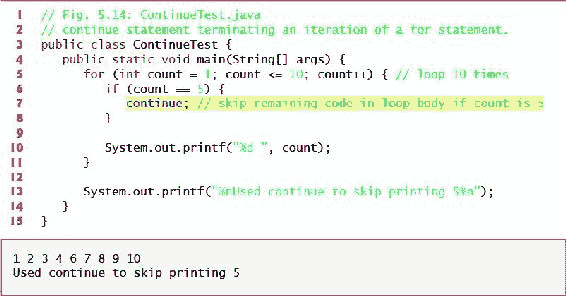 1 // Fig. 5.14: ContinueTest.java
2 // continue statement terminating an iteration of a for statement.
3 public class ContinueTest {
4 public static void main(String[] args) {
5 for (int count = 1; count <= 10; count++) { // loop 10 times
6 if (count == 5) {
7 continue; // skip remaining code in loop body if count is 5
8 }
9
10 System.out.printf("%d ", count);
11 }
12
13 System.out.printf("%nUsed continue to skip printing 5%n");
14 }
15 }
1 2 3 4 6 7 8 9 10
Used continue to skip printing 5